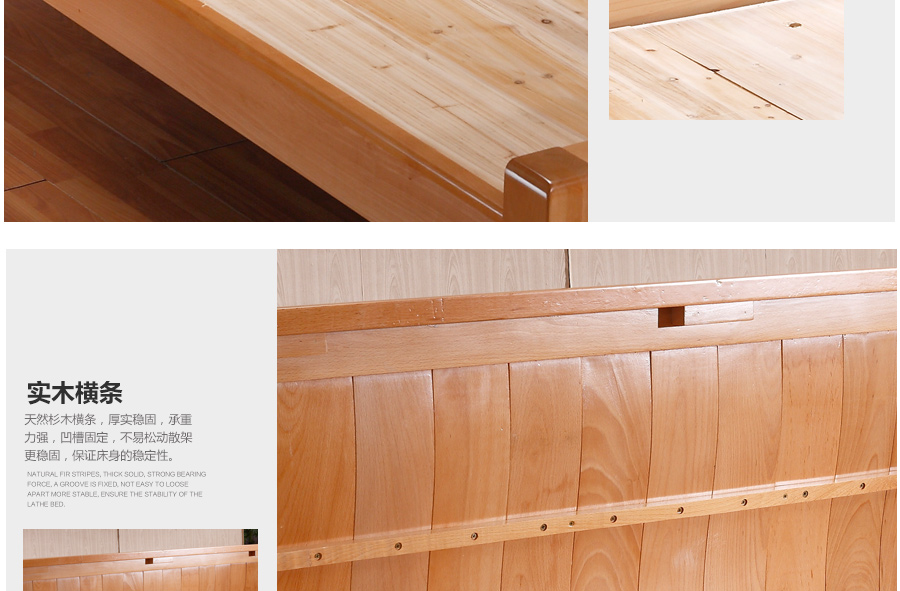 实木横条
天然杉木横条，厚实稳固，承重
力强，凹槽固定，不易松动散架
更稳固，保证床身的稳定性。
NATURAL FIR STRIPES, THICK SOLID, STRONG BEARING
FORCE, A GROOVE IS FIXED, NOT EASY TO LOOSE
APART MORE STABLE, ENSURE THE STABILITY OF THE
LATHE BED.